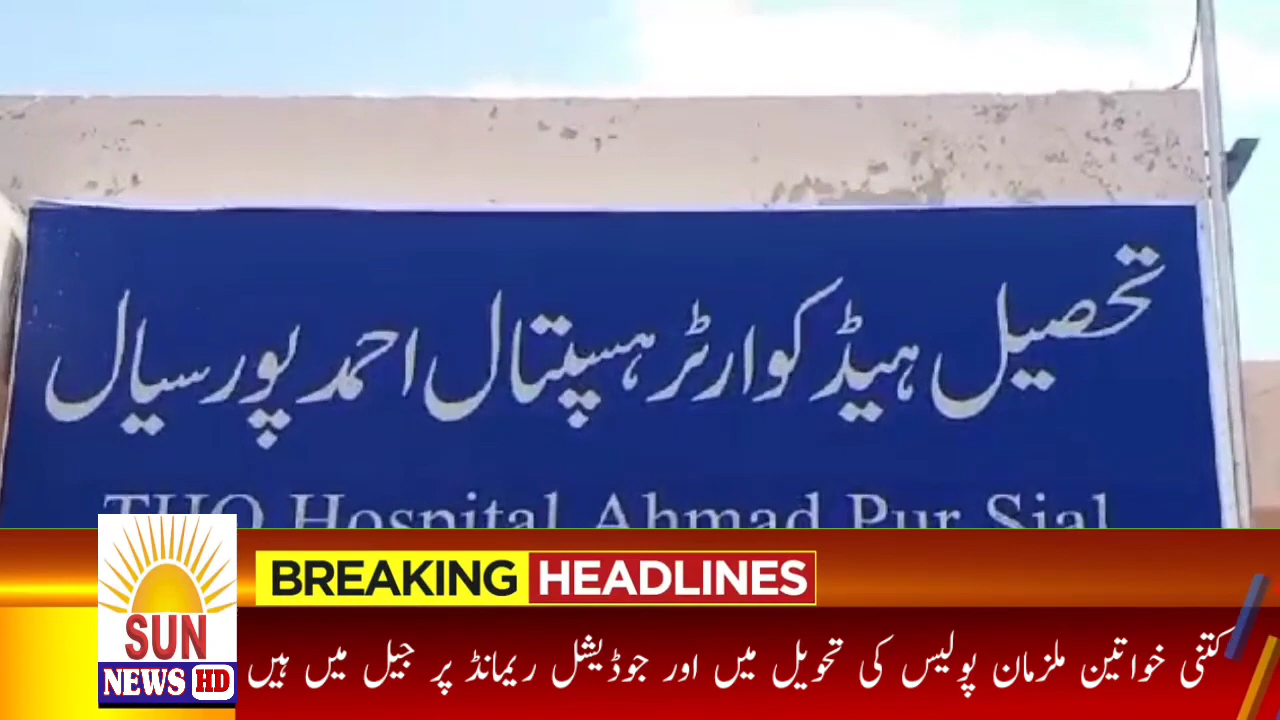 تحصیل ہیڈ کوارٹر ہسپتال احمد پور سیال
THQ Hospital Ahmad Pur Sial
BREAKING HEADLINES
SUN
NEWS HD
کتنی خواتین ملزمان پولیس کی تحویل میں اور جوڈیشل ریمانڈ پر جیل میں ہیں